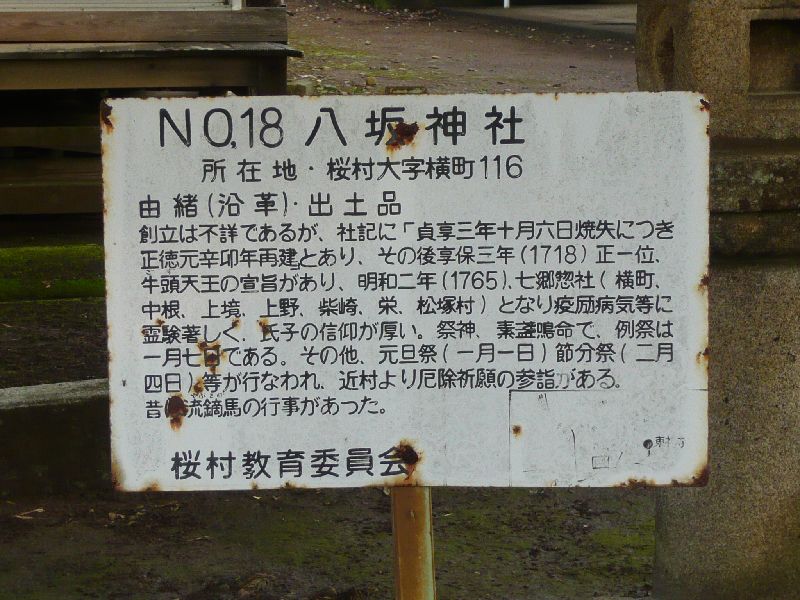 NO.18 八坂神社
所在地・桜村大字横町116
由緒(沿革)・出土品
創立は不詳であるが、社記に「貞享三年十月六日焼失につき
正徳元辛卯年再建とあり、その後享保三年(1718)正一位、
牛頭天王の宣旨があり、明和二年(1765)、七郷惣社(横町、
中根、上境、上野、柴崎、栄、松塚村)となり疫励病気等に
霊験著しく、氏子の信仰が厚い。祭神、素盞鳴命で、例祭は
一月七日である。その他、元旦祭(一月一日)節分祭(二月
四日)等が行なわれ、近村より厄除祈願の参詣がある。
昔は流鏑馬の行事があった。
桜村教育委員会